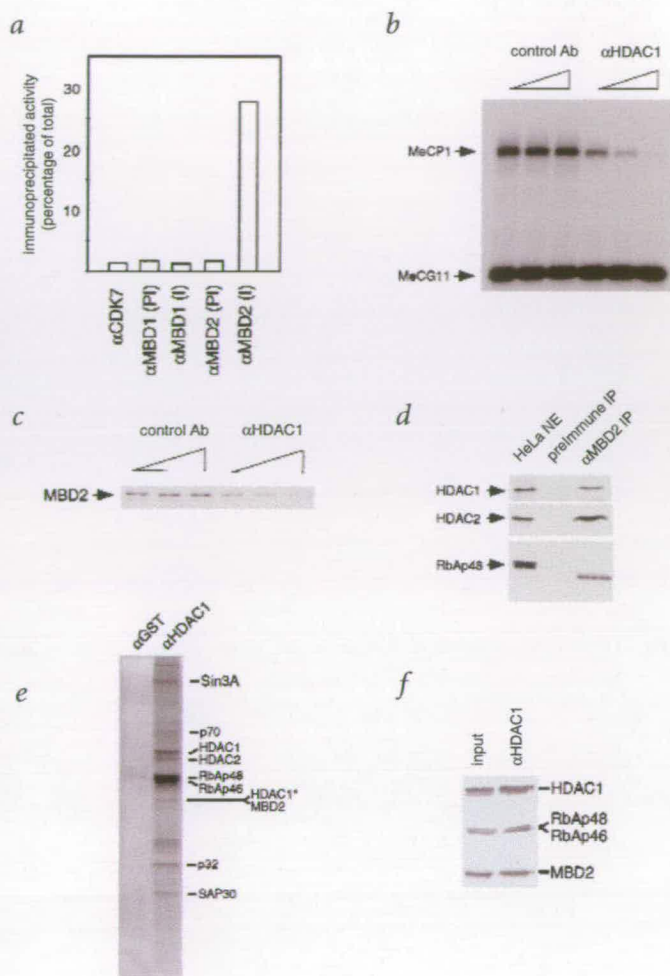 a
Immunoprecipitated activity
(percentage of total)
30
20
10
αCDK7
αMBD1 (PI)
αMBD1 (I)
αMBD2 (PI)
αMBD2 (I)
b
control Ab
αHDAC1
MeCP1
MeCG11
c
control Ab
αHDAC1
MBD2
d
HeLa NE
preImmune IP
αMBD2 IP
HDAC1
HDAC2
RbAp48
e
αGST
αHDAC1
Sin3A
p70
HDAC1
HDAC2
RbAp48
RbAp46
HDAC1*
MBD2
p32
SAP30
f
input
αHDAC1
HDAC1
RbAp48
RbAp46
MBD2